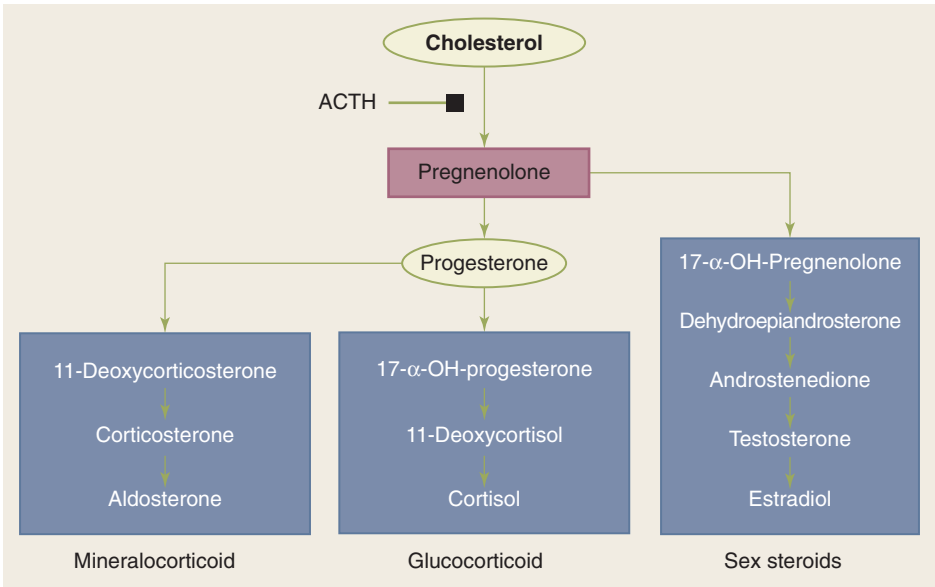 Cholesterol
ACTH
Pregnenolone
Progesterone
11-Deoxycorticosterone
Corticosterone
Aldosterone
Mineralocorticoid
17-α-OH-progesterone
11-Deoxycortisol
Cortisol
Glucocorticoid
17-α-OH-Pregnenolone
Dehydroepiandrosterone
Androstenedione
Testosterone
Estradiol
Sex steroids